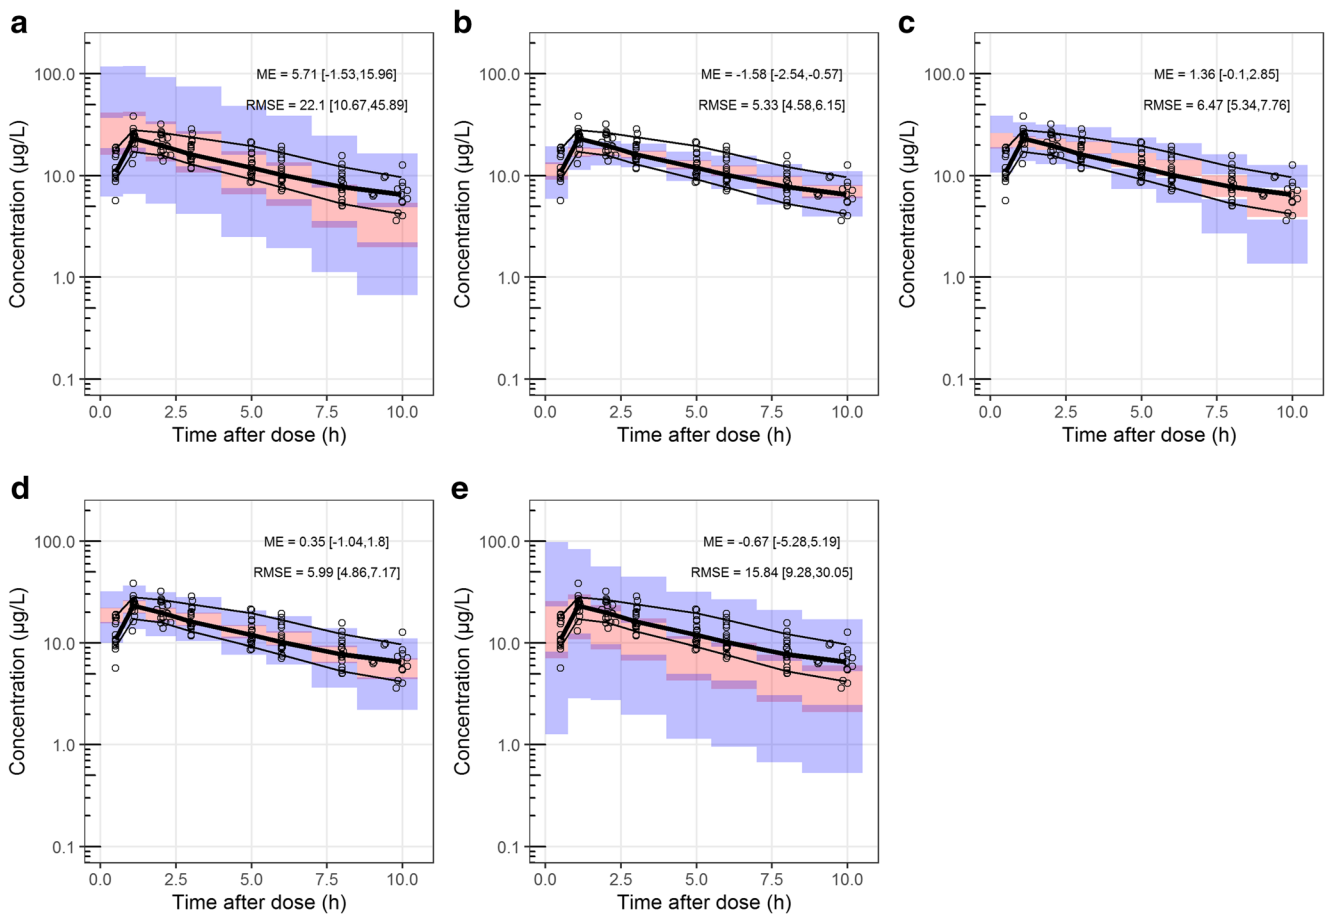 a
ME = 5.71 [-1.53,15.96]
RMSE = 22.1 [10.67,45.89]
100.0
10.0
1.0
0.1
Concentration (µg/L)
0.0 2.5 5.0 7.5 10.0
Time after dose (h)
b
ME = -1.58 [-2.54,-0.57]
RMSE = 5.33 [4.58,6.15]
100.0
10.0
1.0
0.1
Concentration (µg/L)
0.0 2.5 5.0 7.5 10.0
Time after dose (h)
c
ME = 1.36 [-0.1,2.85]
RMSE = 6.47 [5.34,7.76]
100.0
10.0
1.0
0.1
Concentration (µg/L)
0.0 2.5 5.0 7.5 10.0
Time after dose (h)
d
ME = 0.35 [-1.04,1.8]
RMSE = 5.99 [4.86,7.17]
100.0
10.0
1.0
0.1
Concentration (µg/L)
0.0 2.5 5.0 7.5 10.0
Time after dose (h)
e
ME = -0.67 [-5.28,5.19]
RMSE = 15.84 [9.28,30.05]
100.0
10.0
1.0
0.1
Concentration (µg/L)
0.0 2.5 5.0 7.5 10.0
Time after dose (h)